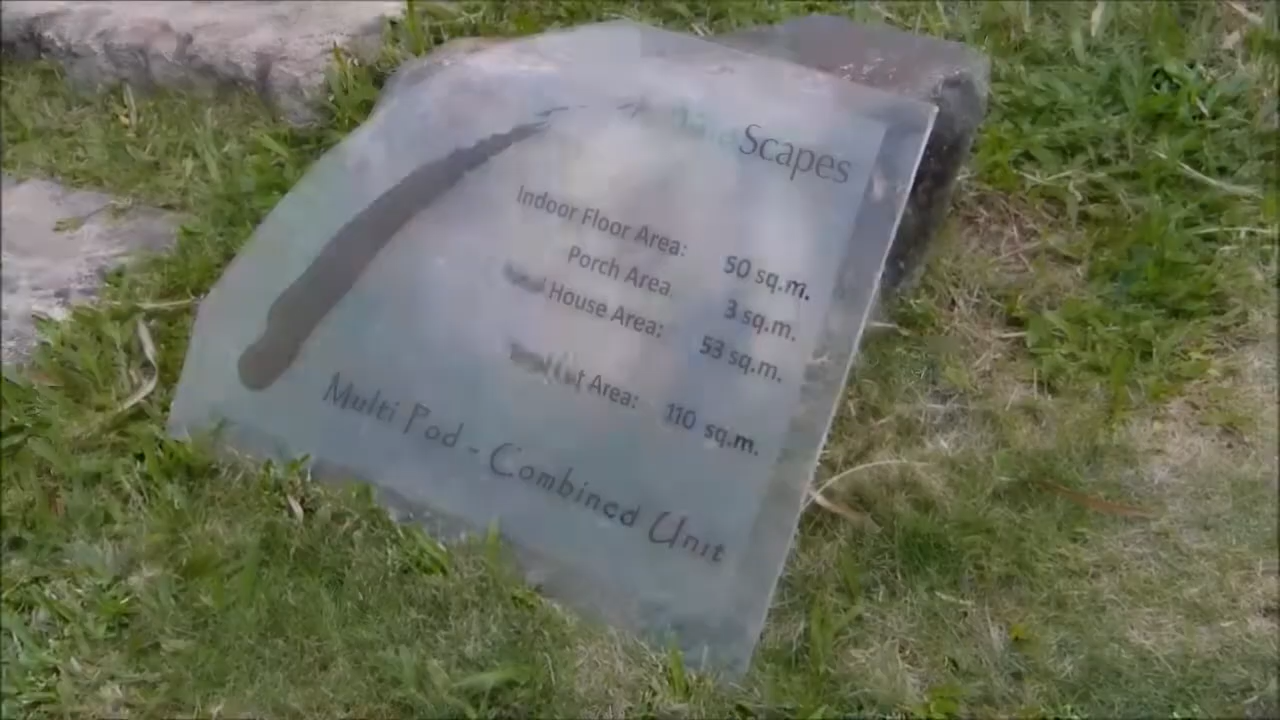 Scapes
Indoor Floor Area: 50 sq.m.
Porch Area 3 sq.m.
House Area: 53 sq.m.
Area: 110 sq.m.
Multi Pod - Combined Unit